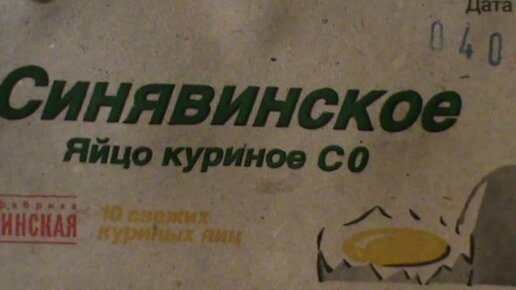 Дата
040
Синявинское
Яйцо куриное С0
фабрика
ИНСКАЯ
10 свежих
куриных яиц